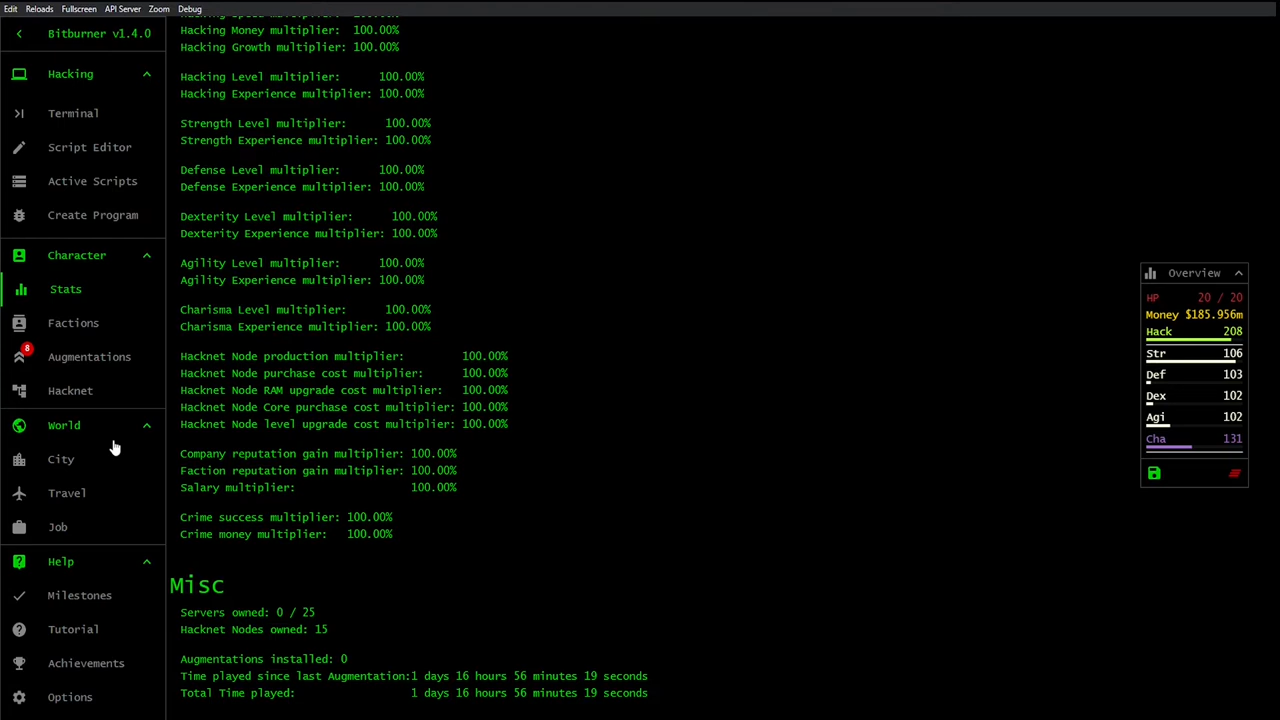 Edit Reloads Fullscreen API Server Zoom Debug
Bitburner v1.4.0
Hacking
Terminal
Script Editor
Active Scripts
Create Program
Character
Stats
Factions
8
Augmentations
Hacknet
World
City
Travel
Job
Help
Milestones
Tutorial
Achievements
Options
Hacking Money multiplier: 100.00%
Hacking Growth multiplier: 100.00%
Hacking Level multiplier: 100.00%
Hacking Experience multiplier: 100.00%
Strength Level multiplier: 100.00%
Strength Experience multiplier: 100.00%
Defense Level multiplier: 100.00%
Defense Experience multiplier: 100.00%
Dexterity Level multiplier: 100.00%
Dexterity Experience multiplier: 100.00%
Agility Level multiplier: 100.00%
Agility Experience multiplier: 100.00%
Charisma Level multiplier: 100.00%
Charisma Experience multiplier: 100.00%
Hacknet Node production multiplier: 100.00%
Hacknet Node purchase cost multiplier: 100.00%
Hacknet Node RAM upgrade cost multiplier: 100.00%
Hacknet Node Core purchase cost multiplier: 100.00%
Hacknet Node level upgrade cost multiplier: 100.00%
Company reputation gain multiplier: 100.00%
Faction reputation gain multiplier: 100.00%
Salary multiplier: 100.00%
Crime success multiplier: 100.00%
Crime money multiplier: 100.00%
Misc
Servers owned: 0 / 25
Hacknet Nodes owned: 15
Augmentations installed: 0
Time played since last Augmentation:1 days 16 hours 56 minutes 19 seconds
Total Time played: 1 days 16 hours 56 minutes 19 seconds
Overview
HP 20 / 20
Money $185.956m
Hack 208
Str 106
Def 103
Dex 102
Agi 102
Cha 131